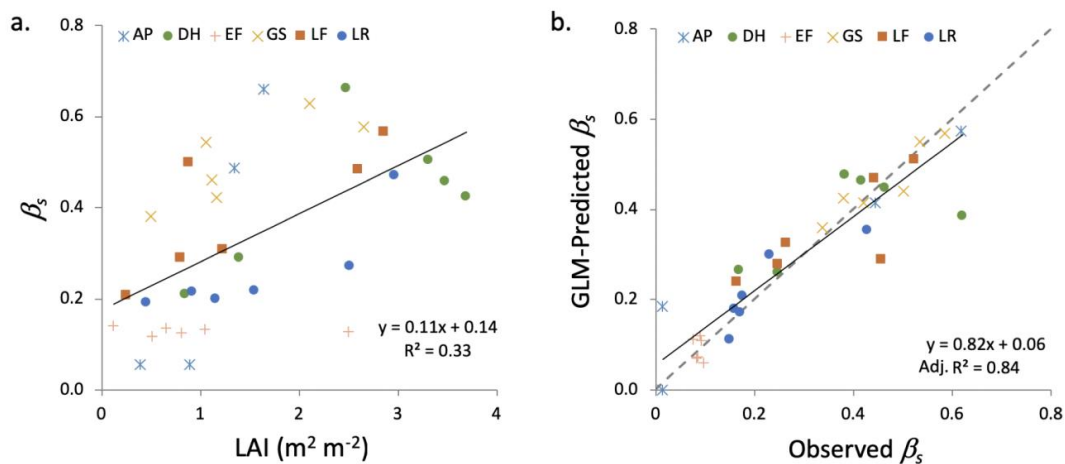 a.
AP DH EF GS LF LR
0.8
0.6
0.4
0.2
0.0
βs
y = 0.11x + 0.14
R² = 0.33
0 1 2 3 4
LAI (m² m⁻²)
b.
AP DH EF GS LF LR
0.8
0.6
0.4
0.2
0.0
GLM-Predicted βs
y = 0.82x + 0.06
Adj. R² = 0.84
0.0 0.2 0.4 0.6 0.8
Observed βs